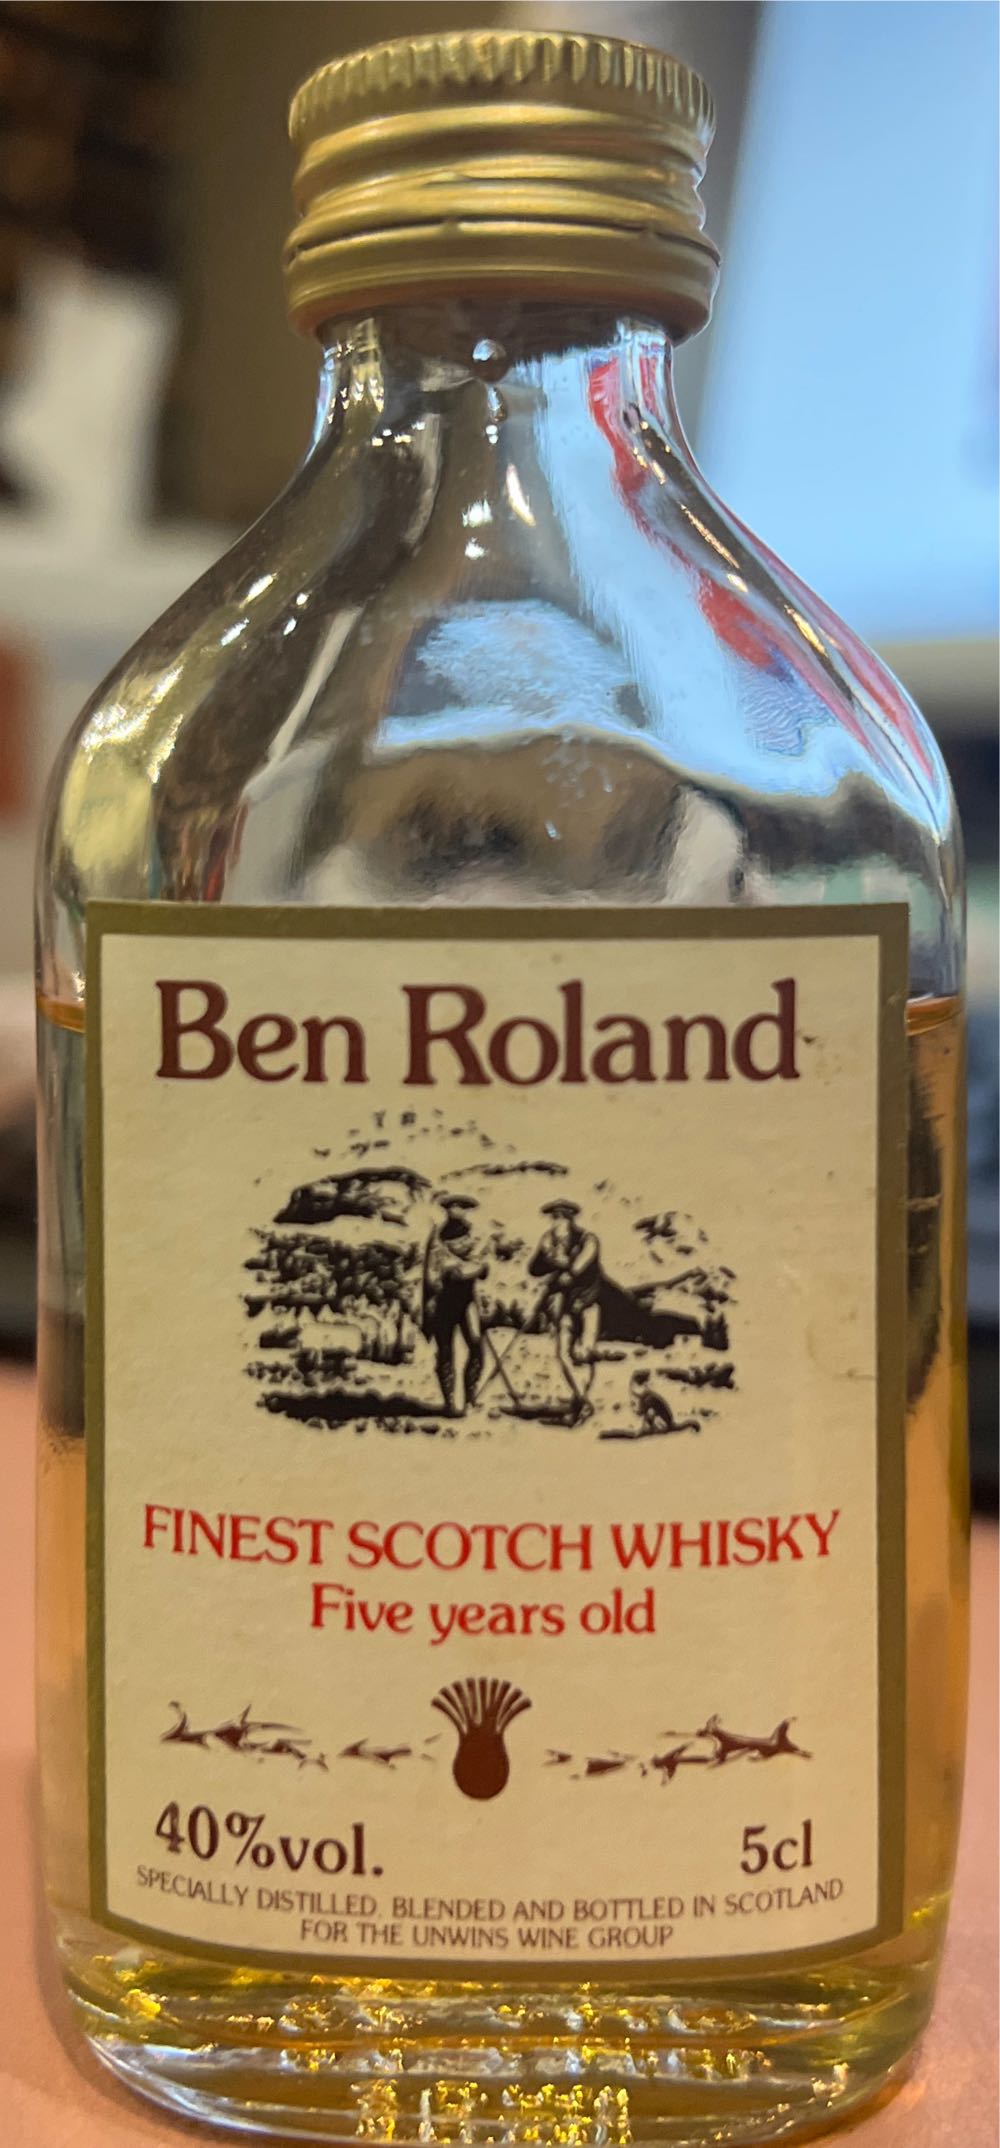 Ben Roland
FINEST SCOTCH WHISKY
Five years old
40%vol. 5cl
SPECIALLY DISTILLED, BLENDED AND BOTTLED IN SCOTLAND
FOR THE UNWINS WINE GROUP